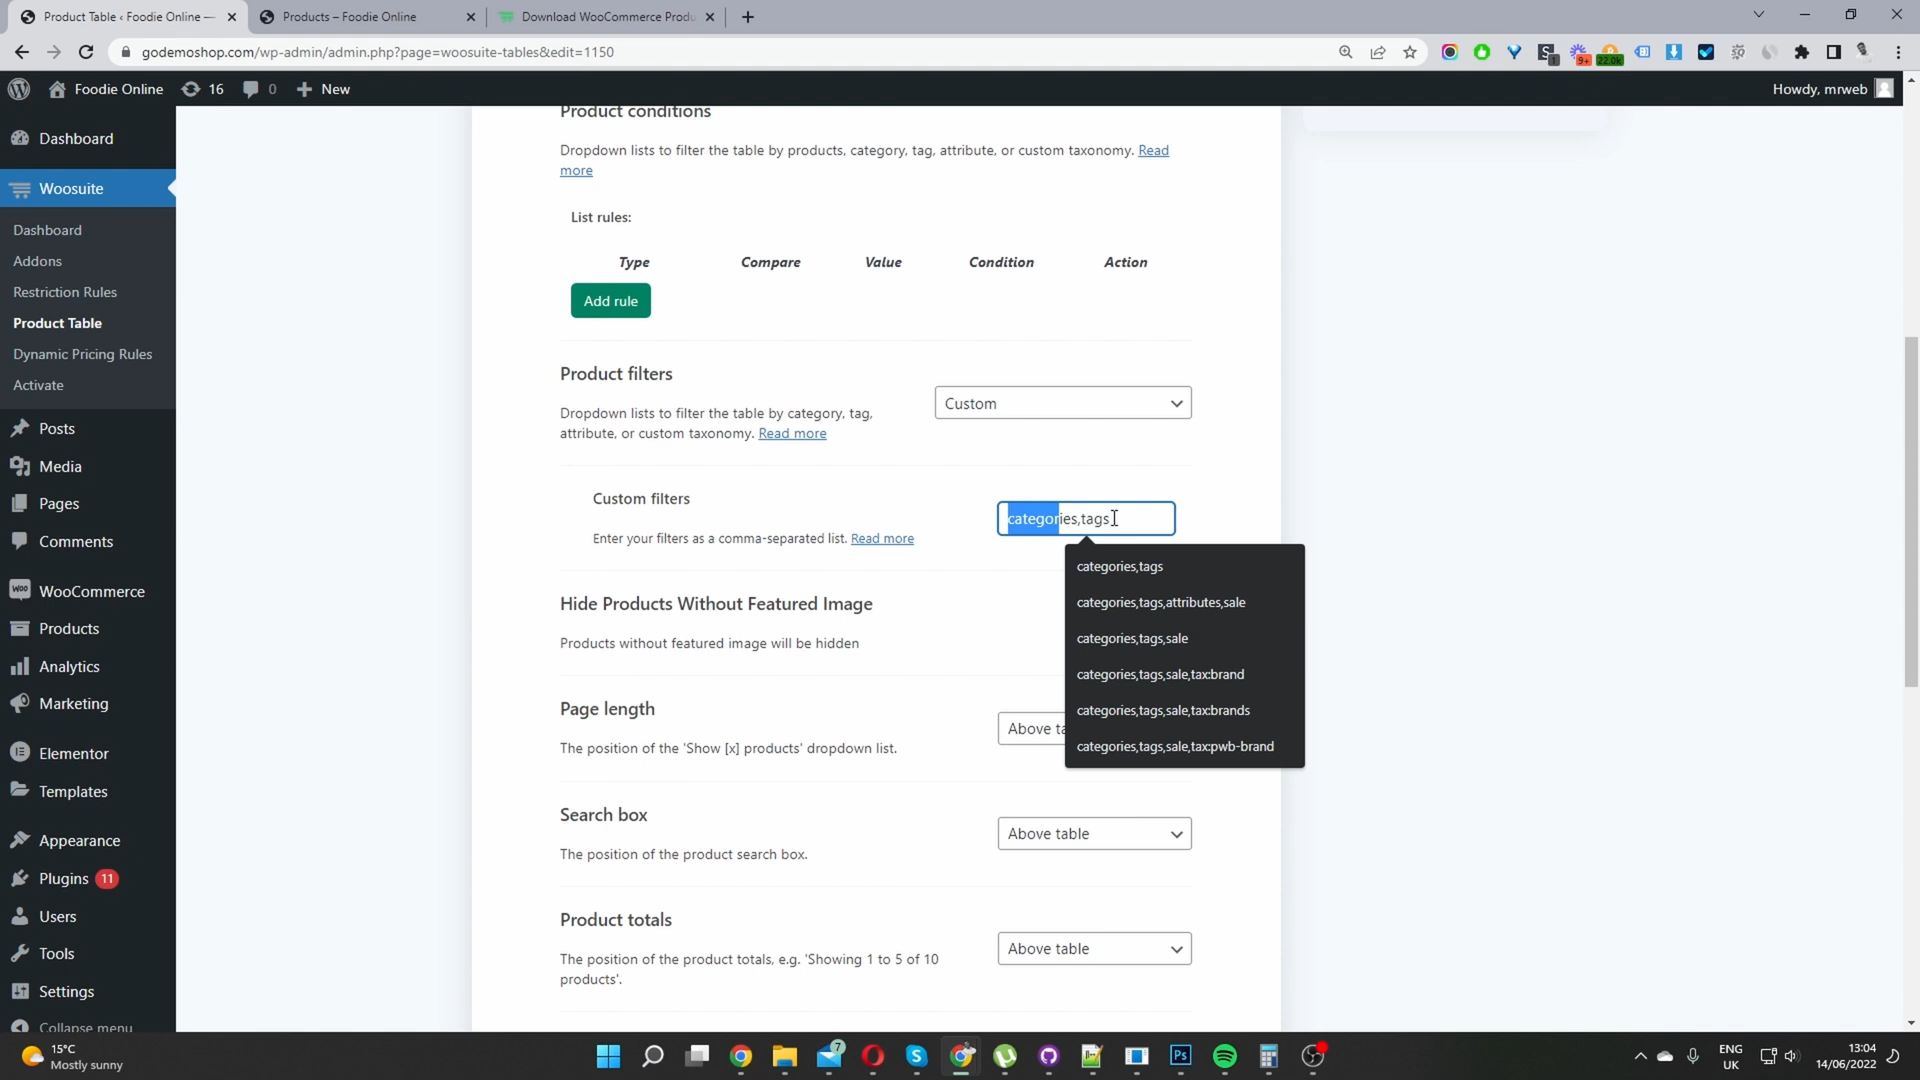 Product Table ‹ Foodie Online —
Products – Foodie Online
Download WooCommerce Produ
godemoshop.com/wp-admin/admin.php?page=woosuite-tables&edit=1150
1
9+
22.0k
Foodie Online
16
0
New
Howdy, mrweb
Dashboard
Woosuite
Dashboard
Addons
Restriction Rules
Product Table
Dynamic Pricing Rules
Activate
Posts
Media
Pages
Comments
WooCommerce
Products
Analytics
Marketing
Elementor
Templates
Appearance
Plugins 11
Users
Tools
Settings
Collapse menu
Product conditions
Dropdown lists to filter the table by products, category, tag, attribute, or custom taxonomy. Read
more
List rules:
Type Compare Value Condition Action
Add rule
Product filters
Custom
Dropdown lists to filter the table by category, tag,
attribute, or custom taxonomy. Read more
Custom filters
categories,tags
Enter your filters as a comma-separated list. Read more
categories,tags
categories,tags,attributes,sale
categories,tags,sale
categories,tags,sale,tax:brand
categories,tags,sale,tax:brands
categories,tags,sale,tax:pwb-brand
Hide Products Without Featured Image
Products without featured image will be hidden
Page length
Above ta
The position of the 'Show [x] products' dropdown list.
Search box
Above table
The position of the product search box.
Product totals
Above table
The position of the product totals, e.g. 'Showing 1 to 5 of 10
products'.
15°C
Mostly sunny
7
Ps
ENG
UK
13:04
14/06/2022